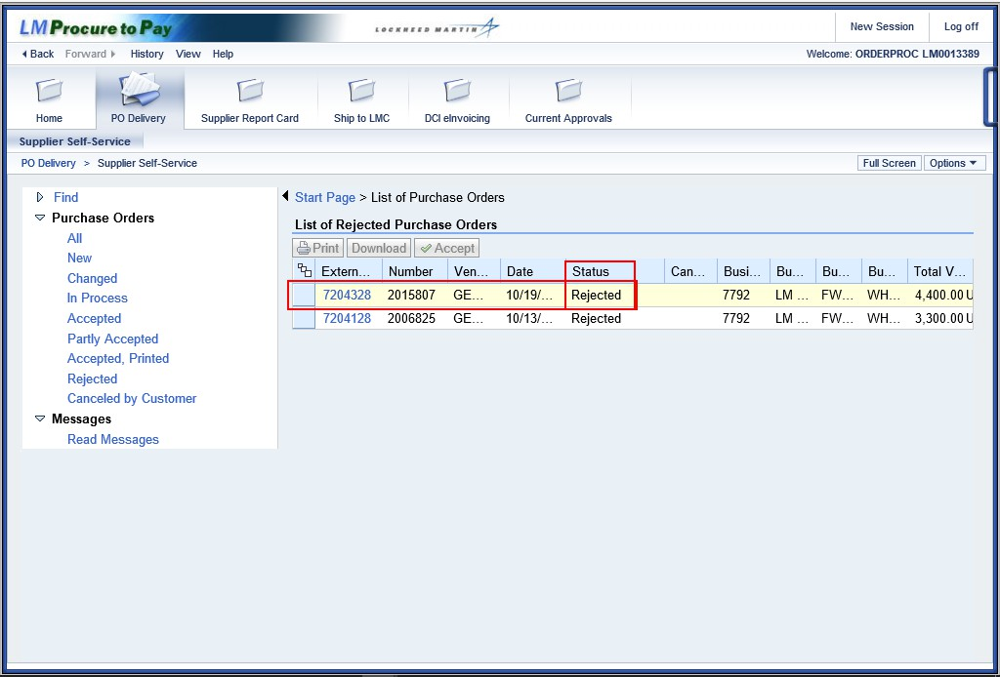 LM Procure to Pay
LOCKHEED MARTIN
New Session
Log off
Back Forward History View Help
Welcome: ORDERPROC LM0013389
Home
PO Delivery
Supplier Report Card
Ship to LMC
DCI eInvoicing
Current Approvals
Supplier Self-Service
PO Delivery > Supplier Self-Service
Full Screen
Options
Find
Purchase Orders
All
New
Changed
In Process
Accepted
Partly Accepted
Accepted, Printed
Rejected
Canceled by Customer
Messages
Read Messages
Start Page > List of Purchase Orders
List of Rejected Purchase Orders
Print Download Accept
Extern... Number Ven... Date Status Can... Busi... Bu... Bu... Bu... Total V...
7204328 2015807 GE... 10/19/... Rejected 7792 LM ... FW... WH... 4,400.00 U
7204128 2006825 GE... 10/13/... Rejected 7792 LM ... FW... WH... 3,300.00 U